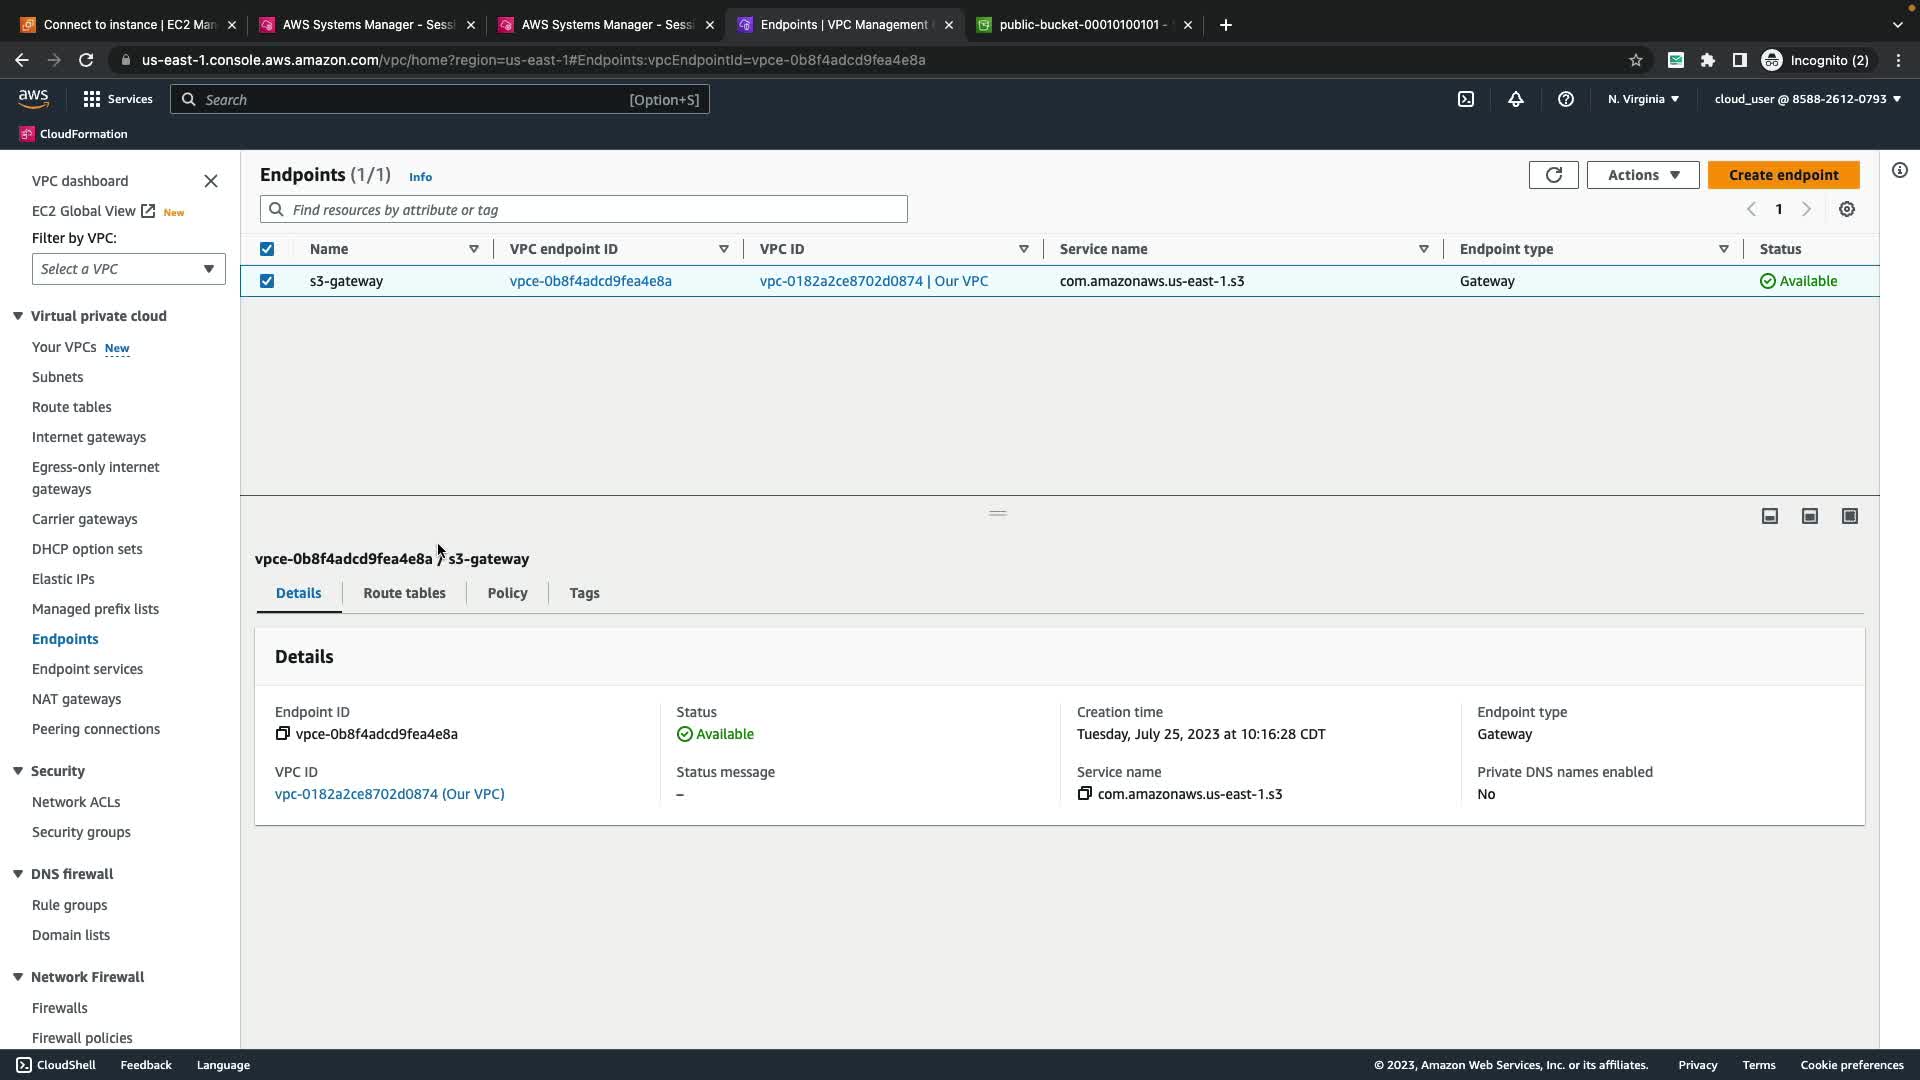 Connect to instance | EC2 Man
AWS Systems Manager - Sessi
AWS Systems Manager - Sessi
Endpoints | VPC Management
public-bucket-00010100101 -
us-east-1.console.aws.amazon.com/vpc/home?region=us-east-1#Endpoints:vpcEndpointId=vpce-0b8f4adcd9fea4e8a
Incognito (2)
aws
Services
Search
[Option+S]
N. Virginia
cloud_user @ 8588-2612-0793
CloudFormation
VPC dashboard
EC2 Global View New
Filter by VPC:
Select a VPC
Virtual private cloud
Your VPCs New
Subnets
Route tables
Internet gateways
Egress-only internet
gateways
Carrier gateways
DHCP option sets
Elastic IPs
Managed prefix lists
Endpoints
Endpoint services
NAT gateways
Peering connections
Security
Network ACLs
Security groups
DNS firewall
Rule groups
Domain lists
Network Firewall
Firewalls
Firewall policies
Endpoints (1/1) Info
Actions
Create endpoint
Find resources by attribute or tag
1
Name VPC endpoint ID VPC ID Service name Endpoint type Status
s3-gateway vpce-0b8f4adcd9fea4e8a vpc-0182a2ce8702d0874 | Our VPC com.amazonaws.us-east-1.s3 Gateway Available
vpce-0b8f4adcd9fea4e8a / s3-gateway
Details Route tables Policy Tags
Details
Endpoint ID
vpce-0b8f4adcd9fea4e8a
Status
Available
Creation time
Tuesday, July 25, 2023 at 10:16:28 CDT
Endpoint type
Gateway
VPC ID
vpc-0182a2ce8702d0874 (Our VPC)
Status message
–
Service name
com.amazonaws.us-east-1.s3
Private DNS names enabled
No
CloudShell Feedback Language
© 2023, Amazon Web Services, Inc. or its affiliates. Privacy Terms Cookie preferences